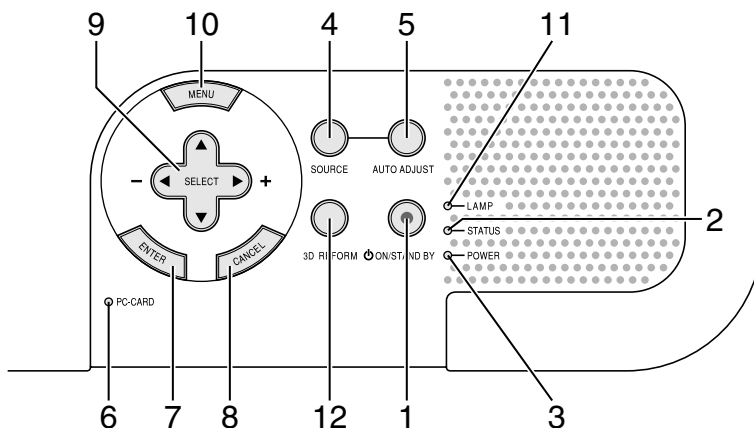 9 10 4 5 11
MENU
SOURCE AUTO ADJUST
− SELECT +
LAMP
2
STATUS
ENTER CANCEL
3D REFORM ON/STAND BY POWER
PC-CARD
6 7 8 12 1 3